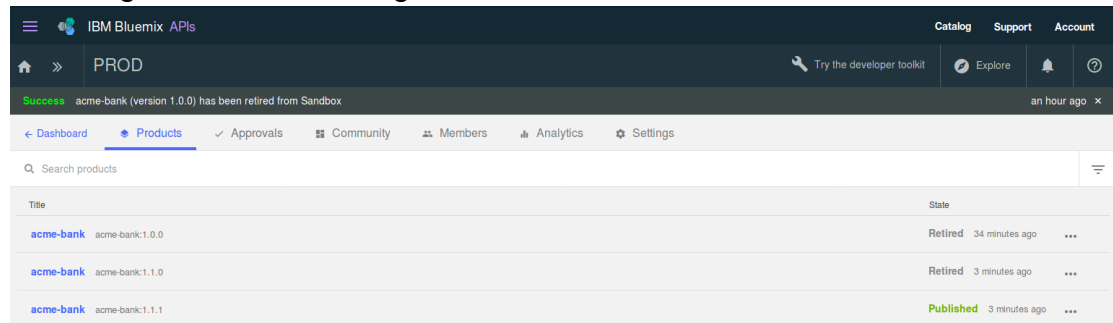 IBM Bluemix APIs Catalog Support Account
PROD Try the developer toolkit Explore
Success acme-bank (version 1.0.0) has been retired from Sandbox an hour ago ×
← Dashboard Products Approvals Community Members Analytics Settings
Search products
Title State
acme-bank acme-bank:1.0.0 Retired 34 minutes ago ...
acme-bank acme-bank:1.1.0 Retired 3 minutes ago ...
acme-bank acme-bank:1.1.1 Published 3 minutes ago ...